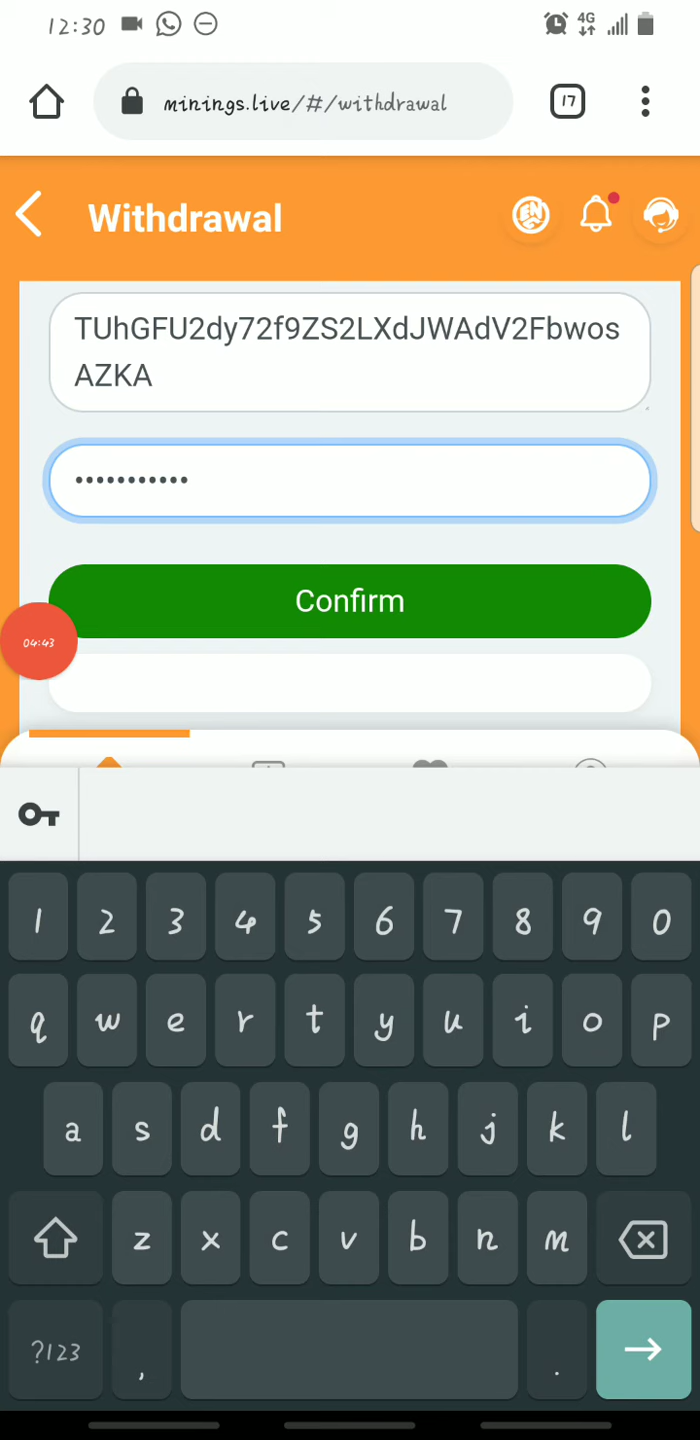 12:30
4G
minings.live/#/withdrawal
17
Withdrawal
EN
TUhGFU2dy72f9ZS2LXdJWAdV2Fbwos
AZKA
•••••••••••
Confirm
04:43
1 2 3 4 5 6 7 8 9 0
q w e r t y u i o p
a s d f g h j k l
z x c v b n m
?123 , .